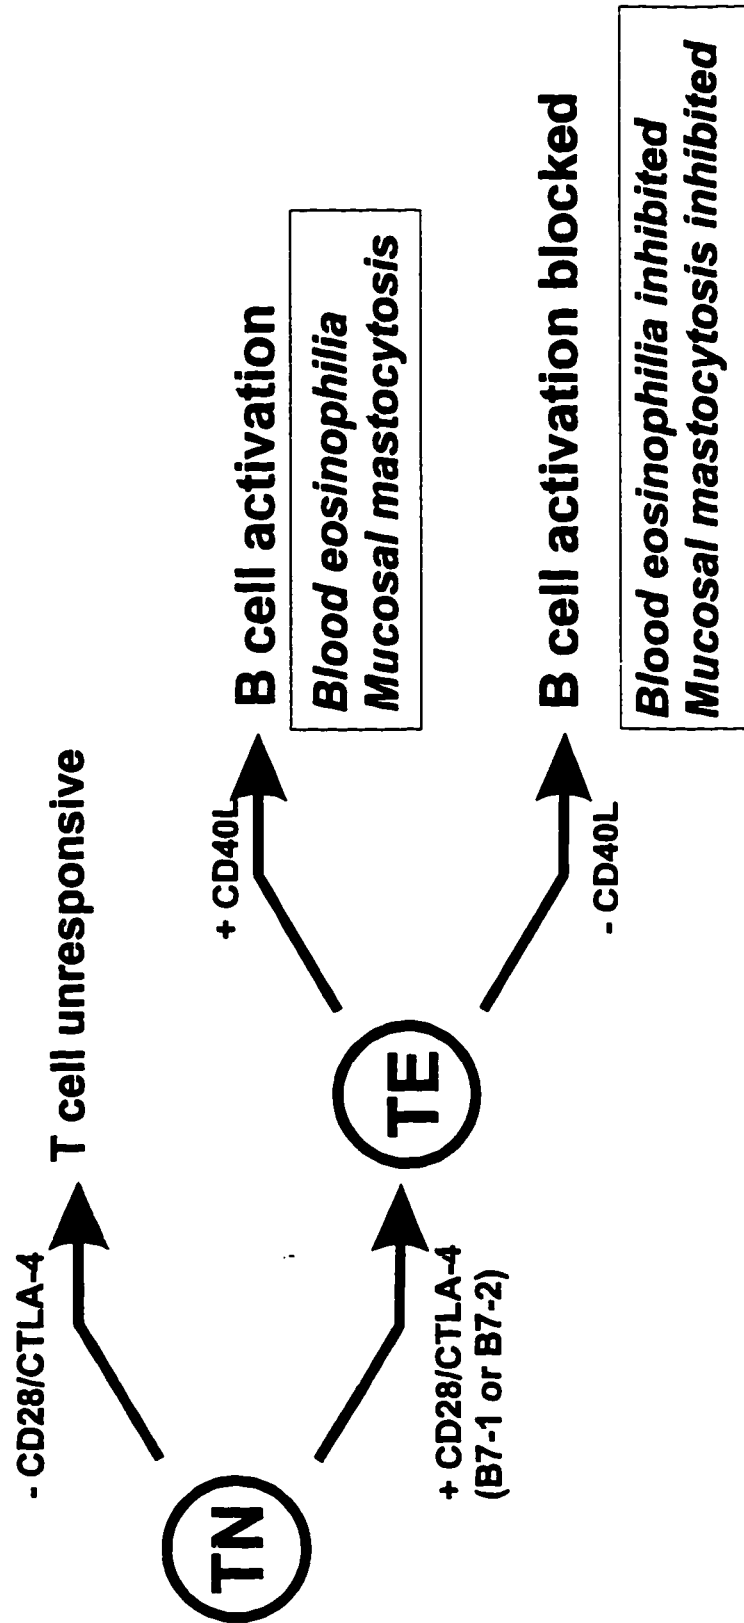 TN
- CD28/CTLA-4
T cell unresponsive
+ CD28/CTLA-4
(B7-1 or B7-2)
TE
+ CD40L
B cell activation
Blood eosinophilia
Mucosal mastocytosis
- CD40L
B cell activation blocked
Blood eosinophilia inhibited
Mucosal mastocytosis inhibited